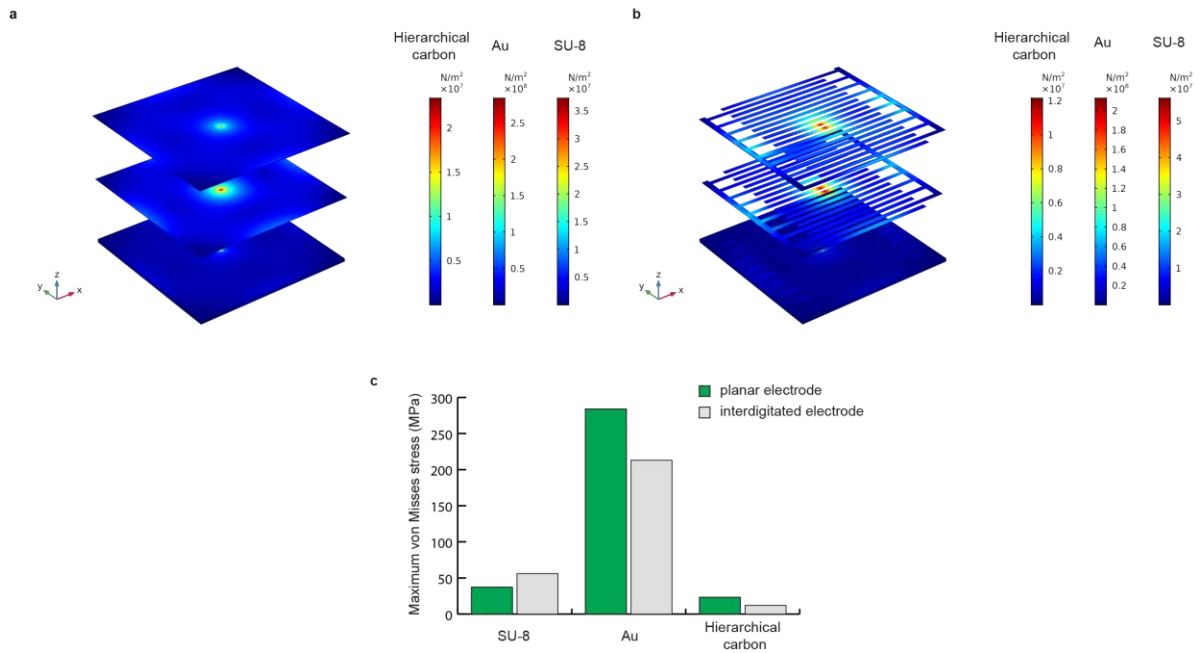 a
Hierarchical carbon
Au
SU-8
N/m²
×10⁷
N/m²
×10⁸
N/m²
×10⁷
2
1.5
1
0.5
2.5
2
1.5
1
0.5
3.5
3
2.5
2
1.5
1
0.5
z
y
x
b
Hierarchical carbon
Au
SU-8
N/m²
×10⁷
N/m²
×10⁸
N/m²
×10⁷
1.2
1
0.8
0.6
0.4
0.2
2
1.8
1.6
1.4
1.2
1
0.8
0.6
0.4
0.2
5
4
3
2
1
z
y
x
c
planar electrode
interdigitated electrode
Maximum von Misses stress (MPa)
300
250
200
150
100
50
0
SU-8
Au
Hierarchical
carbon